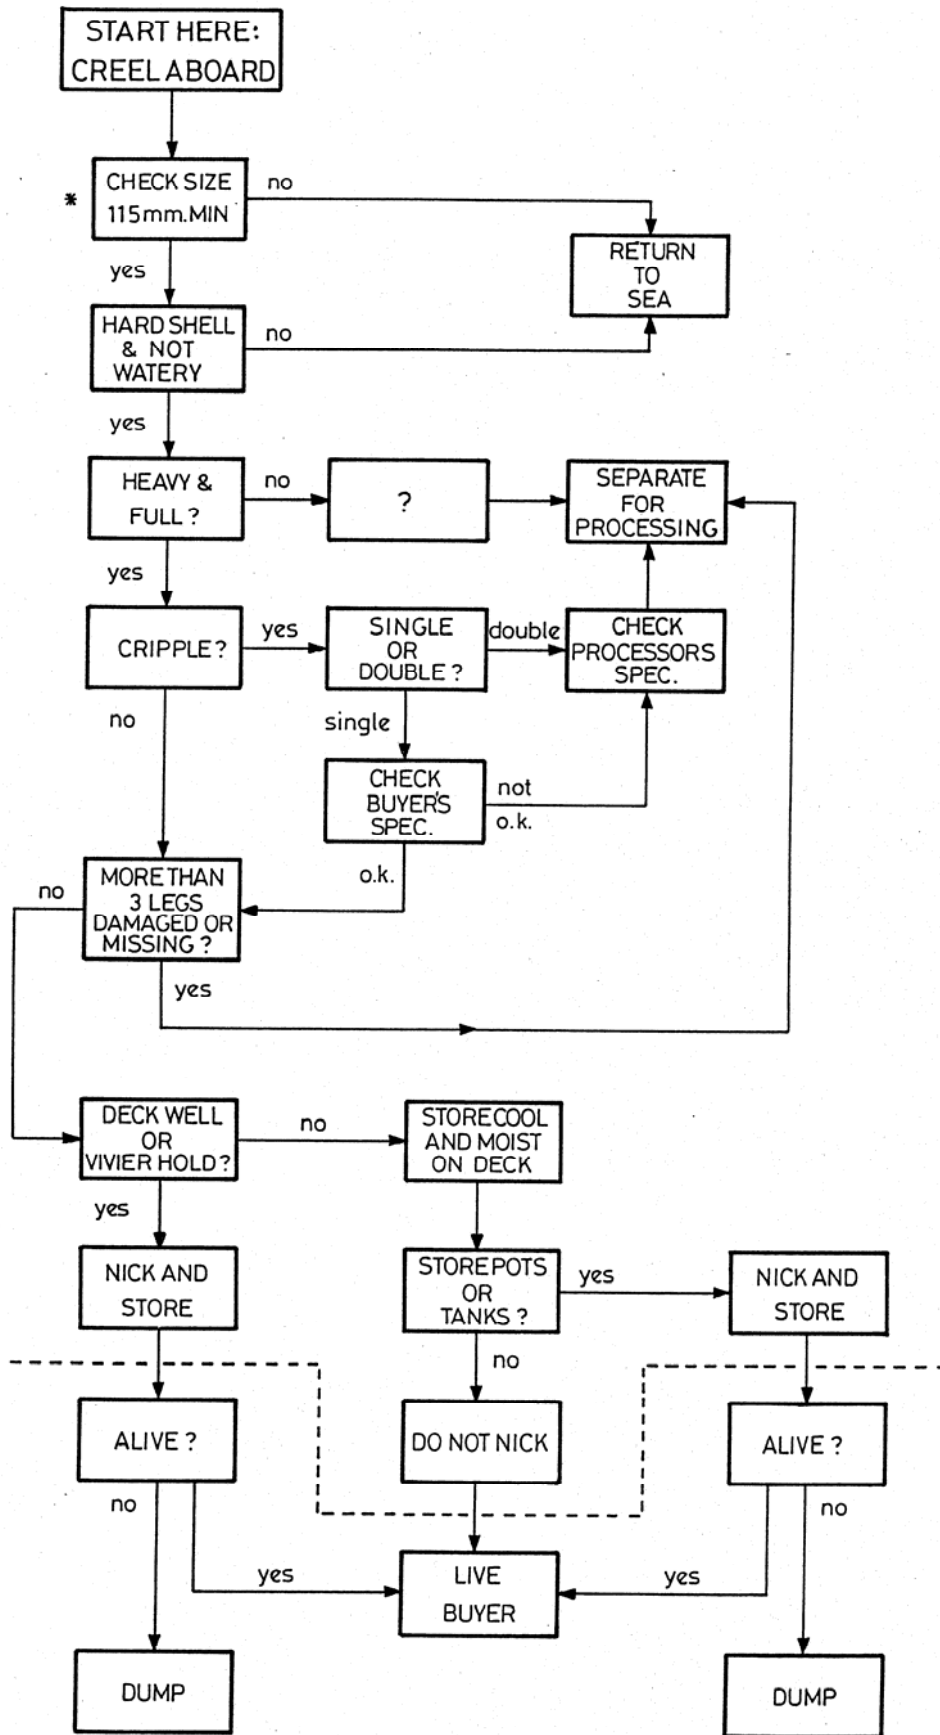 START HERE:
CREEL ABOARD
*
CHECK SIZE
115mm.MIN
no
yes
RETURN
TO
SEA
HARD SHELL
& NOT
WATERY
no
yes
HEAVY &
FULL ?
no
?
SEPARATE
FOR
PROCESSING
yes
CRIPPLE ?
yes
SINGLE
OR
DOUBLE ?
double
CHECK
PROCESSORS
SPEC.
no
single
CHECK
BUYER'S
SPEC.
not
o.k.
o.k.
no
MORE THAN
3 LEGS
DAMAGED OR
MISSING ?
yes
DECK WELL
OR
VIVIER HOLD ?
no
STORE COOL
AND MOIST
ON DECK
yes
NICK AND
STORE
STORE POTS
OR
TANKS ?
yes
NICK AND
STORE
no
ALIVE ?
DO NOT NICK
ALIVE ?
no
no
yes
LIVE
BUYER
yes
DUMP
DUMP